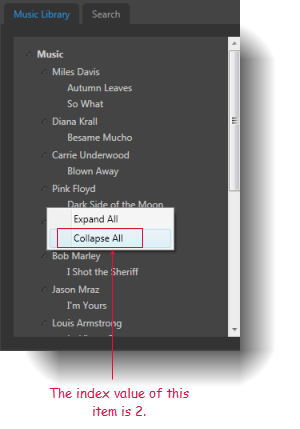 Music Library Search
Music
Miles Davis
Autumn Leaves
So What
Diana Krall
Besame Mucho
Carrie Underwood
Blown Away
Pink Floyd
Dark Side of the Moon
Expand All
Collapse All
Bob Marley
I Shot the Sheriff
Jason Mraz
I'm Yours
Louis Armstrong
The index value of this
item is 2.